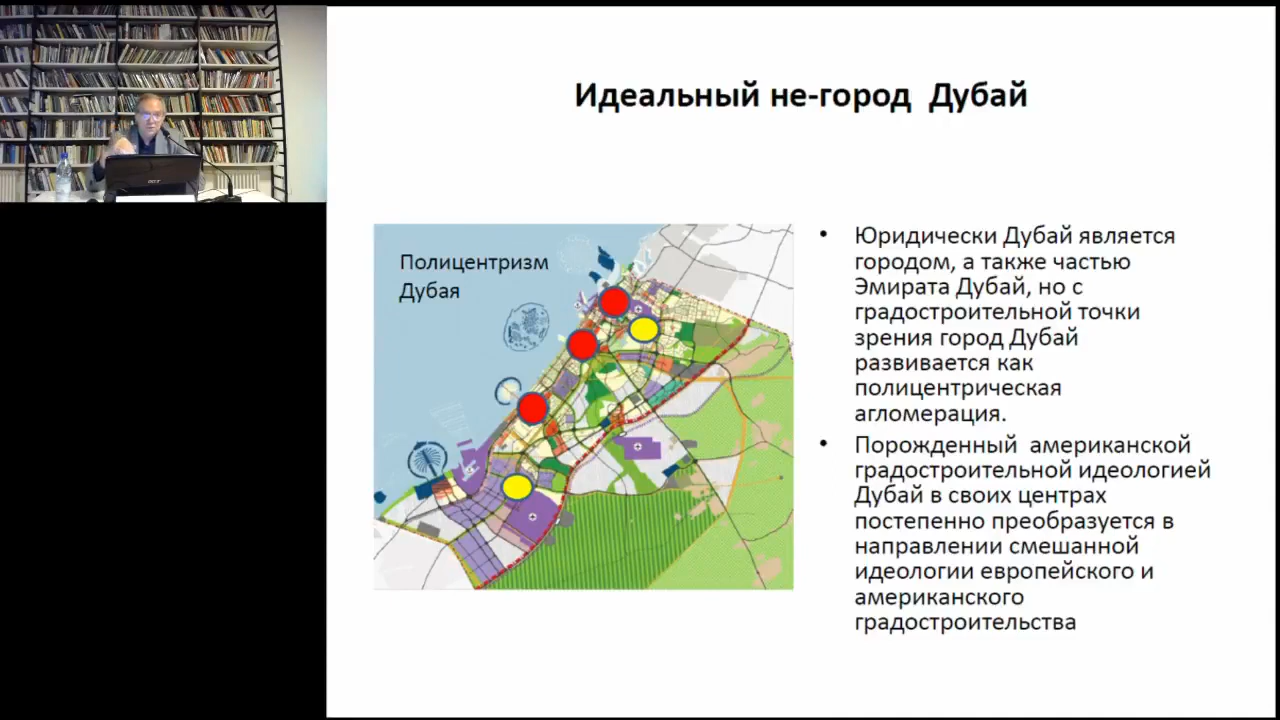 Идеальный не-город Дубай
Полицентризм
Дубая
• Юридически Дубай является
городом, а также частью
Эмирата Дубай, но с
градостроительной точки
зрения город Дубай
развивается как
полицентрическая
агломерация.
• Порожденный американской
градостроительной идеологией
Дубай в своих центрах
постепенно преобразуется в
направлении смешанной
идеологии европейского и
американского
градостроительства